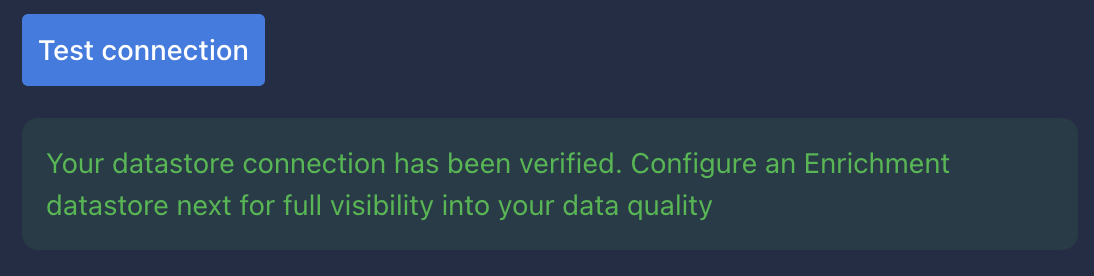 Test connection
Your datastore connection has been verified. Configure an Enrichment
datastore next for full visibility into your data quality